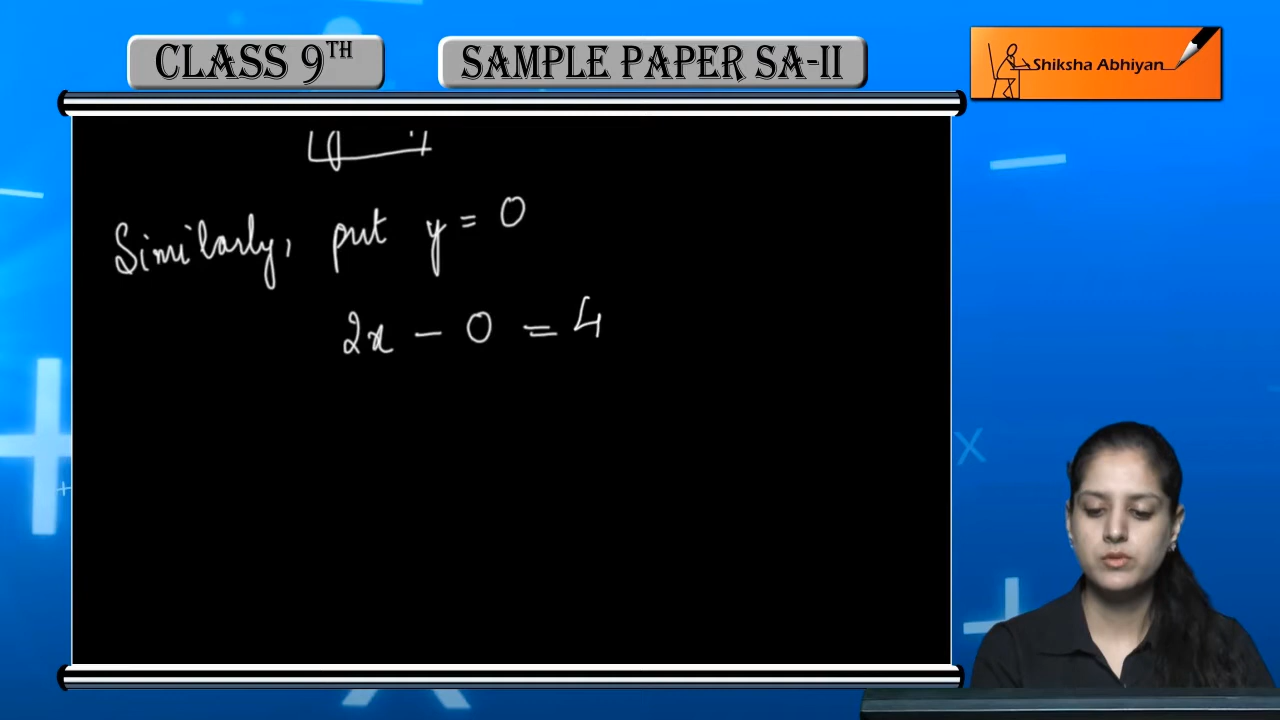 CLASS 9TH
SAMPLE PAPER SA-II
Shiksha Abhiyan
Similarly, put y = 0
2x - 0 = 4